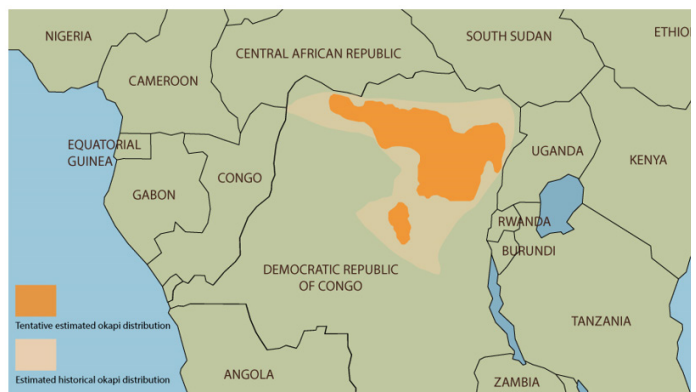 NIGERIA
CENTRAL AFRICAN REPUBLIC
SOUTH SUDAN
ETHIOP
CAMEROON
EQUATORIAL
GUINEA
GABON
CONGO
UGANDA
KENYA
RWANDA
BURUNDI
DEMOCRATIC REPUBLIC
OF CONGO
TANZANIA
ANGOLA
ZAMBIA
Tentative estimated okapi distribution
Estimated historical okapi distribution